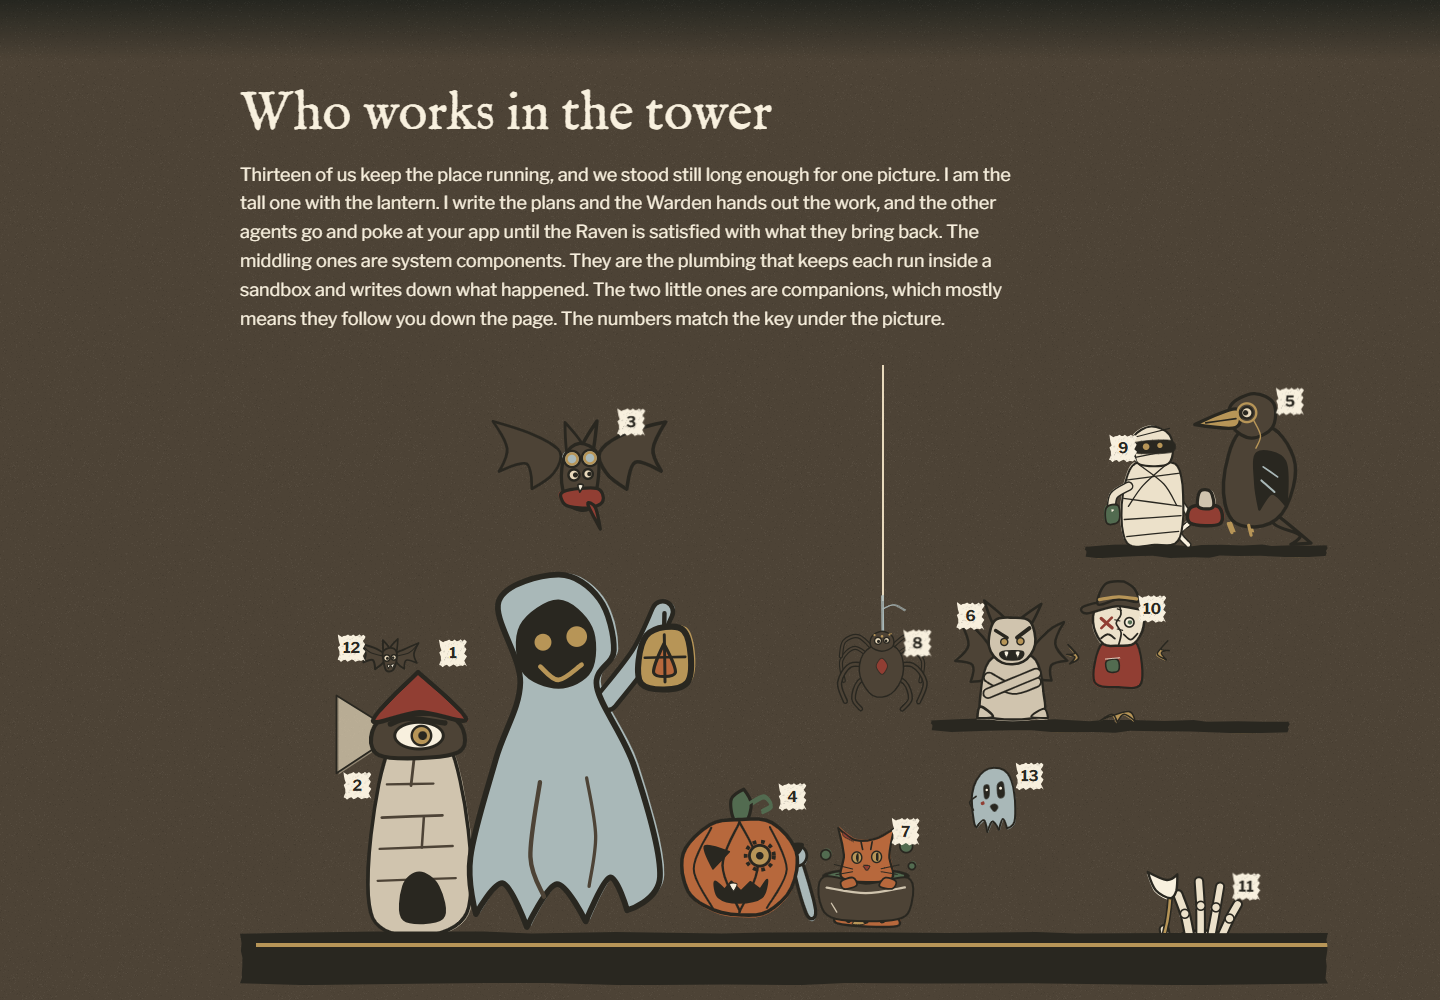 Who works in the tower
Thirteen of us keep the place running, and we stood still long enough for one picture. I am the
tall one with the lantern. I write the plans and the Warden hands out the work, and the other
agents go and poke at your app until the Raven is satisfied with what they bring back. The
middling ones are system components. They are the plumbing that keeps each run inside a
sandbox and writes down what happened. The two little ones are companions, which mostly
means they follow you down the page. The numbers match the key under the picture.
5
3
9
10
6
8
12
1
13
2
4
7
11